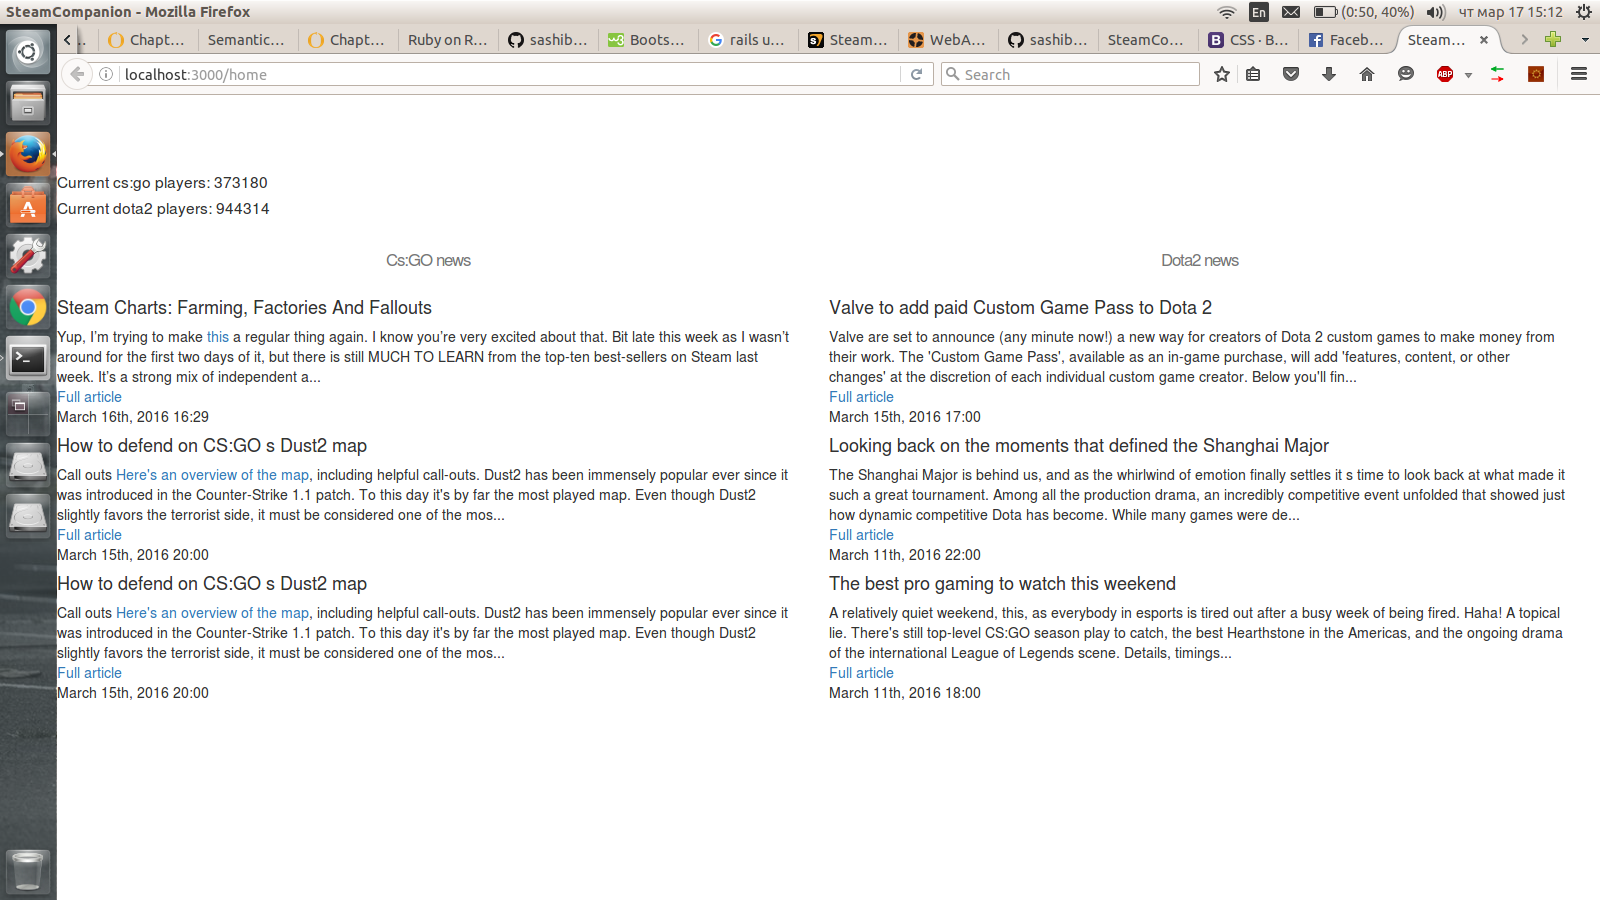 SteamCompanion - Mozilla Firefox
En
(0:50, 40%)
чт мар 17 15:12
...
Chapt...
Semantic...
Chapt...
Ruby on R...
sashib...
Boots...
rails u...
Steam...
WebA...
sashib...
SteamCo...
CSS · B...
Faceb...
Steam...
localhost:3000/home
Search
ABP
Current cs:go players: 373180
Current dota2 players: 944314
Cs:GO news
Steam Charts: Farming, Factories And Fallouts
Yup, I’m trying to make this a regular thing again. I know you’re very excited about that. Bit late this week as I wasn’t
around for the first two days of it, but there is still MUCH TO LEARN from the top-ten best-sellers on Steam last
week. It’s a strong mix of independent a...
Full article
March 16th, 2016 16:29
How to defend on CS:GO s Dust2 map
Call outs Here's an overview of the map, including helpful call-outs. Dust2 has been immensely popular ever since it
was introduced in the Counter-Strike 1.1 patch. To this day it's by far the most played map. Even though Dust2
slightly favors the terrorist side, it must be considered one of the mos...
Full article
March 15th, 2016 20:00
How to defend on CS:GO s Dust2 map
Call outs Here's an overview of the map, including helpful call-outs. Dust2 has been immensely popular ever since it
was introduced in the Counter-Strike 1.1 patch. To this day it's by far the most played map. Even though Dust2
slightly favors the terrorist side, it must be considered one of the mos...
Full article
March 15th, 2016 20:00
Dota2 news
Valve to add paid Custom Game Pass to Dota 2
Valve are set to announce (any minute now!) a new way for creators of Dota 2 custom games to make money from
their work. The 'Custom Game Pass', available as an in-game purchase, will add 'features, content, or other
changes' at the discretion of each individual custom game creator. Below you'll fin...
Full article
March 15th, 2016 17:00
Looking back on the moments that defined the Shanghai Major
The Shanghai Major is behind us, and as the whirlwind of emotion finally settles it s time to look back at what made it
such a great tournament. Among all the production drama, an incredibly competitive event unfolded that showed just
how dynamic competitive Dota has become. While many games were de...
Full article
March 11th, 2016 22:00
The best pro gaming to watch this weekend
A relatively quiet weekend, this, as everybody in esports is tired out after a busy week of being fired. Haha! A topical
lie. There's still top-level CS:GO season play to catch, the best Hearthstone in the Americas, and the ongoing drama
of the international League of Legends scene. Details, timings...
Full article
March 11th, 2016 18:00